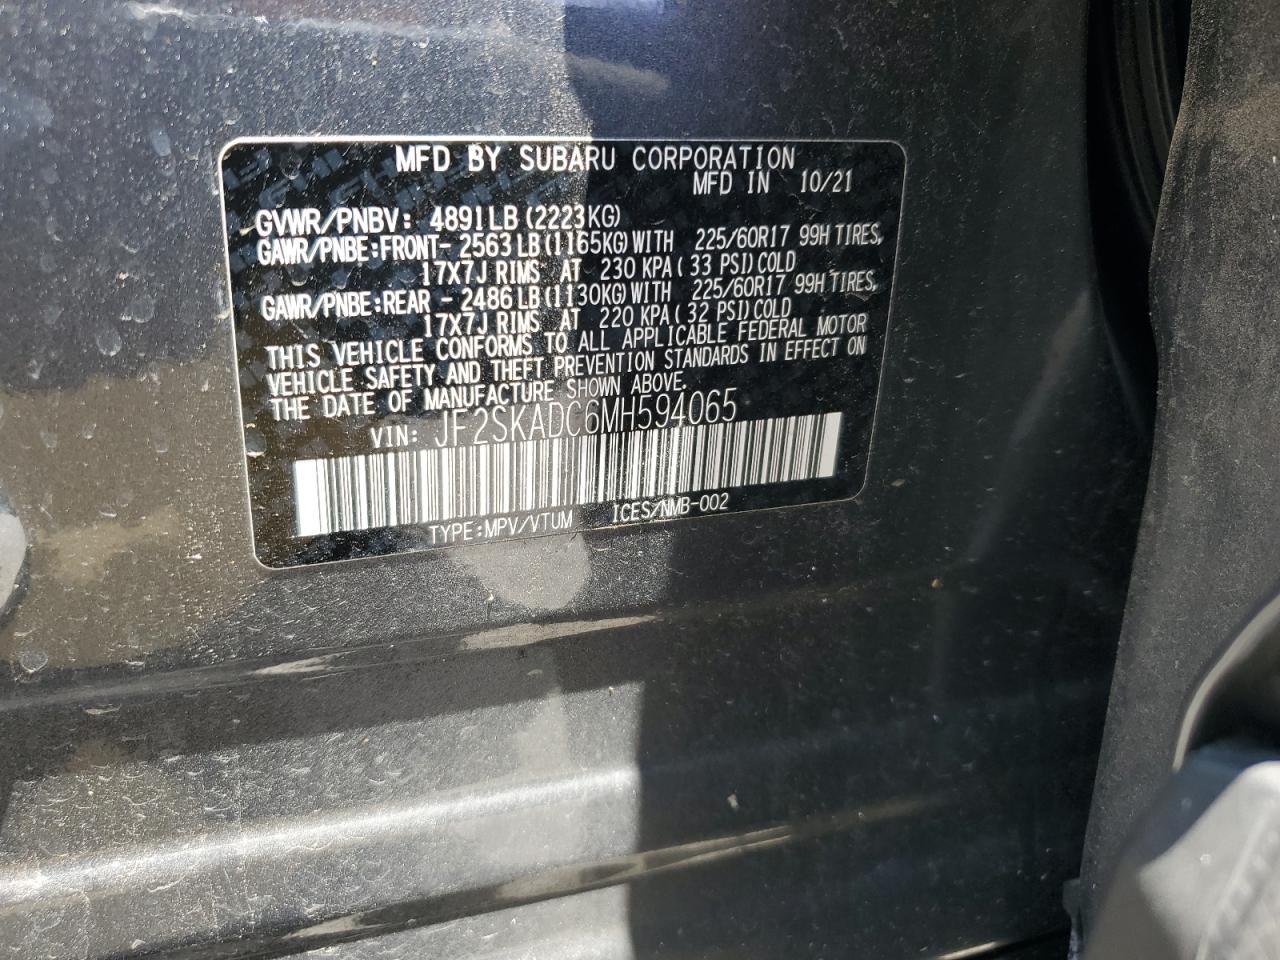 MFD BY SUBARU CORPORATION
MFD IN 10/21
GVWR/PNBV: 4891LB (2223KG)
GAWR/PNBE:FRONT- 2563LB (1165KG) WITH 225/60R17 99H TIRES,
17X7J RIMS AT 230 KPA ( 33 PSI) COLD
GAWR/PNBE:REAR - 2486LB (1130KG) WITH 225/60R17 99H TIRES,
17X7J RIMS AT 220 KPA ( 32 PSI) COLD
THIS VEHICLE CONFORMS TO ALL APPLICABLE FEDERAL MOTOR
VEHICLE SAFETY AND THEFT PREVENTION STANDARDS IN EFFECT ON
THE DATE OF MANUFACTURE SHOWN ABOVE.
VIN: JF2SKADC6MH594065
TYPE:MPV/VTUM ICES/NMB-002